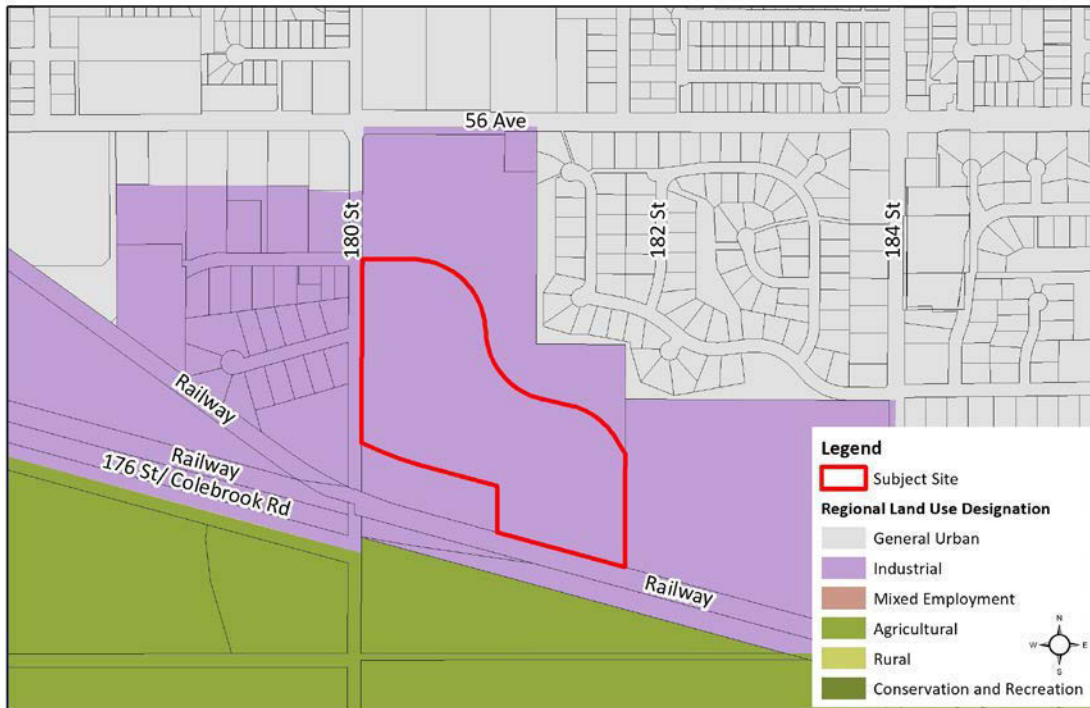 56 Ave
180 St
182 St
184 St
Railway
Railway
176 St/ Colebrook Rd
Railway
Legend
Subject Site
Regional Land Use Designation
General Urban
Industrial
Mixed Employment
Agricultural
Rural
Conservation and Recreation
N
W
E
S